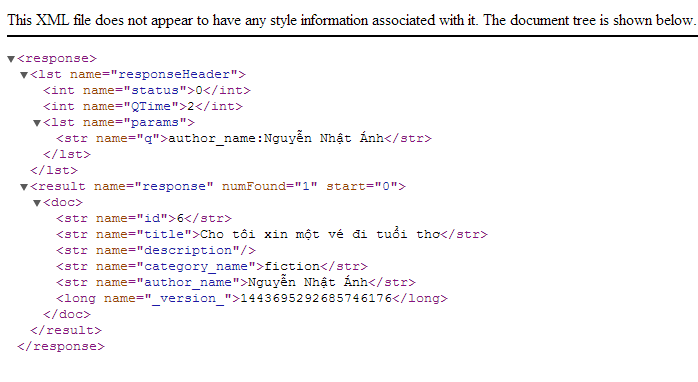 This XML file does not appear to have any style information associated with it. The document tree is shown below.
▼<response>
▼<lst name="responseHeader">
<int name="status">0</int>
<int name="QTime">2</int>
▼<lst name="params">
<str name="q">author_name:Nguyễn Nhật Ánh</str>
</lst>
</lst>
▼<result name="response" numFound="1" start="0">
▼<doc>
<str name="id">6</str>
<str name="title">Cho tôi xin một vé đi tuổi thơ</str>
<str name="description"/>
<str name="category_name">fiction</str>
<str name="author_name">Nguyễn Nhật Ánh</str>
<long name="_version_">1443695292685746176</long>
</doc>
</result>
</response>